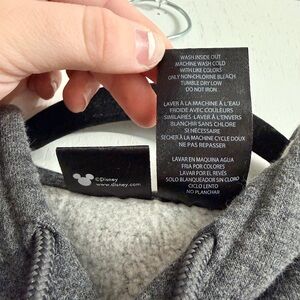 WASH INSIDE OUT
MACHINE WASH COLD
WITH LIKE COLORS
ONLY NON-CHLORINE BLEACH
TUMBLE DRY LOW
DO NOT IRON
LAVER À LA MACHINE À L'EAU
FROIDE AVEC COULEURS
SIMILAIRES LAVER À L'ENVERS
BLANCHIR SANS CHLORE
SI NÉCESSAIRE
SECHER À LA MACHINE CYCLE DOUX
NE PAS REPASSER
LAVAR EN MAQUINA AGUA
FRIA POR COLORES
LAVAR POR EL REVÉS
SOLO BLANQUEADOR SIN CLORO
CICLO LENTO
NO PLANCHAR
©Disney
www.disney.com